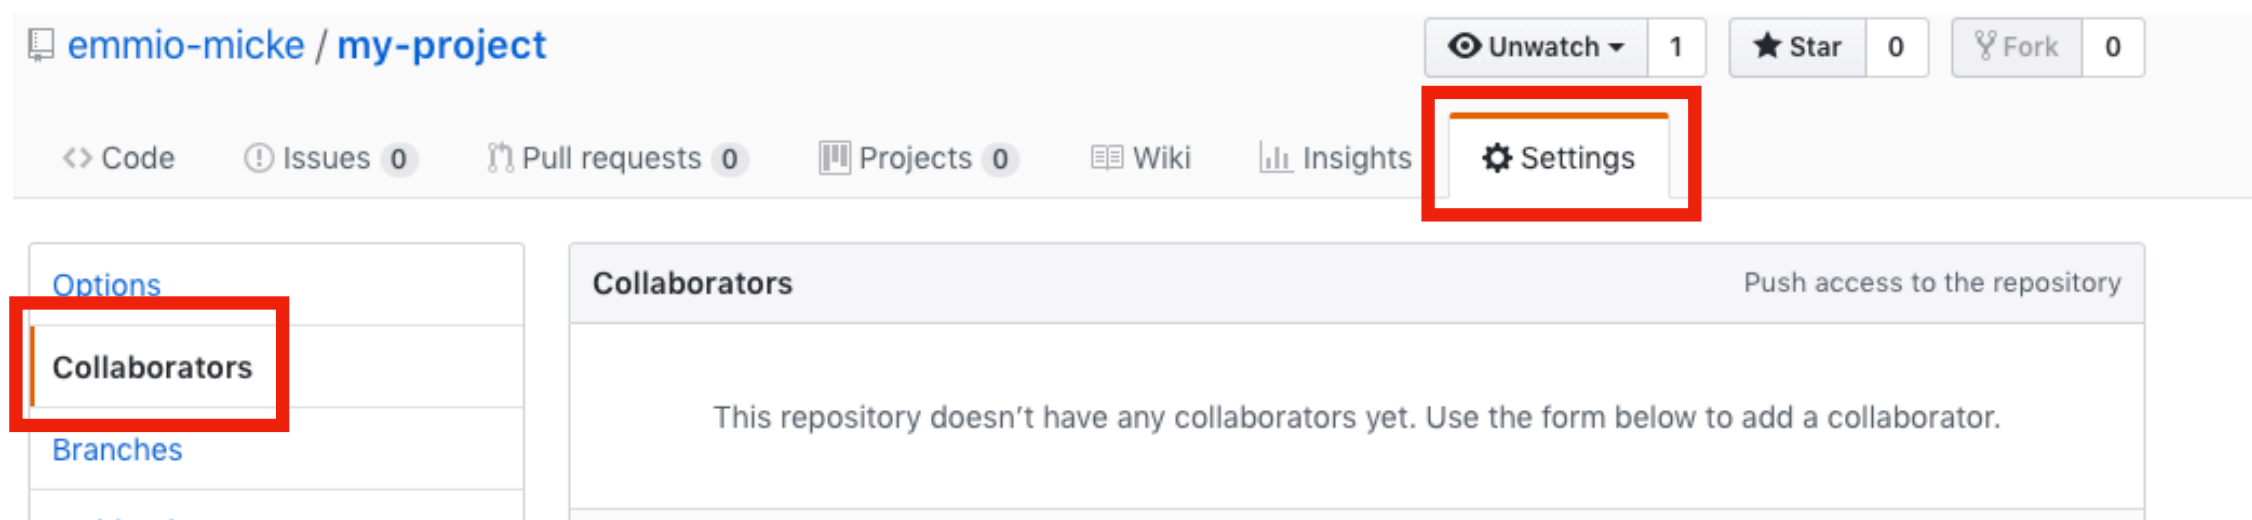 emmio-micke / my-project
Unwatch 1 Star 0 Fork 0
Code Issues 0 Pull requests 0 Projects 0 Wiki Insights Settings
Options
Collaborators
Branches
Collaborators Push access to the repository
This repository doesn't have any collaborators yet. Use the form below to add a collaborator.